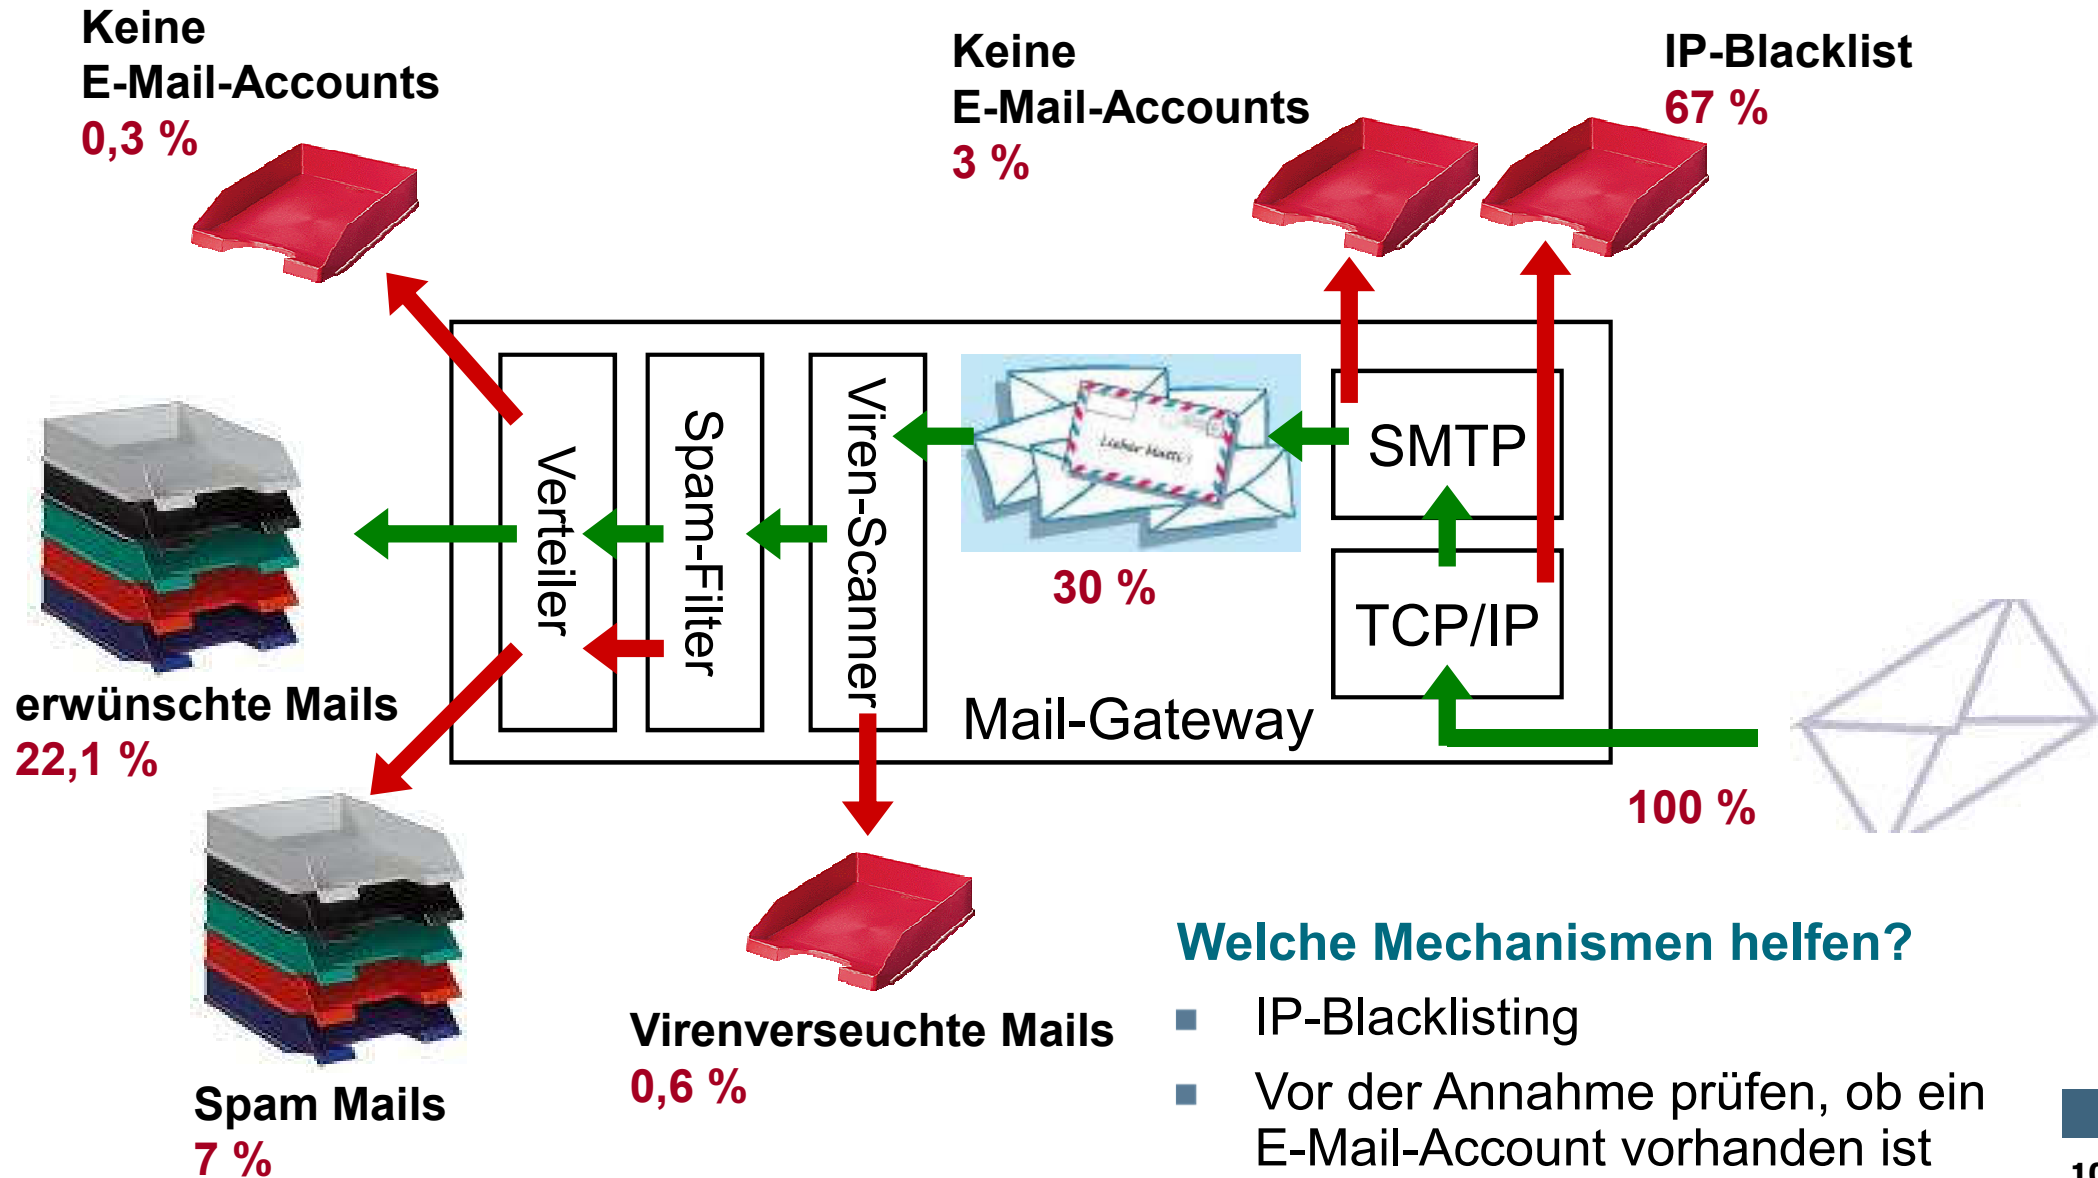 Keine
E-Mail-Accounts
0,3 %
Keine
E-Mail-Accounts
3 %
IP-Blacklist
67 %
Verteiler
Spam-Filter
Viren-Scanner
Lieber Matti!
30 %
SMTP
TCP/IP
Mail-Gateway
100 %
erwünschte Mails
22,1 %
Spam Mails
7 %
Virenverseuchte Mails
0,6 %
Welche Mechanismen helfen?
IP-Blacklisting
Vor der Annahme prüfen, ob ein
E-Mail-Account vorhanden ist